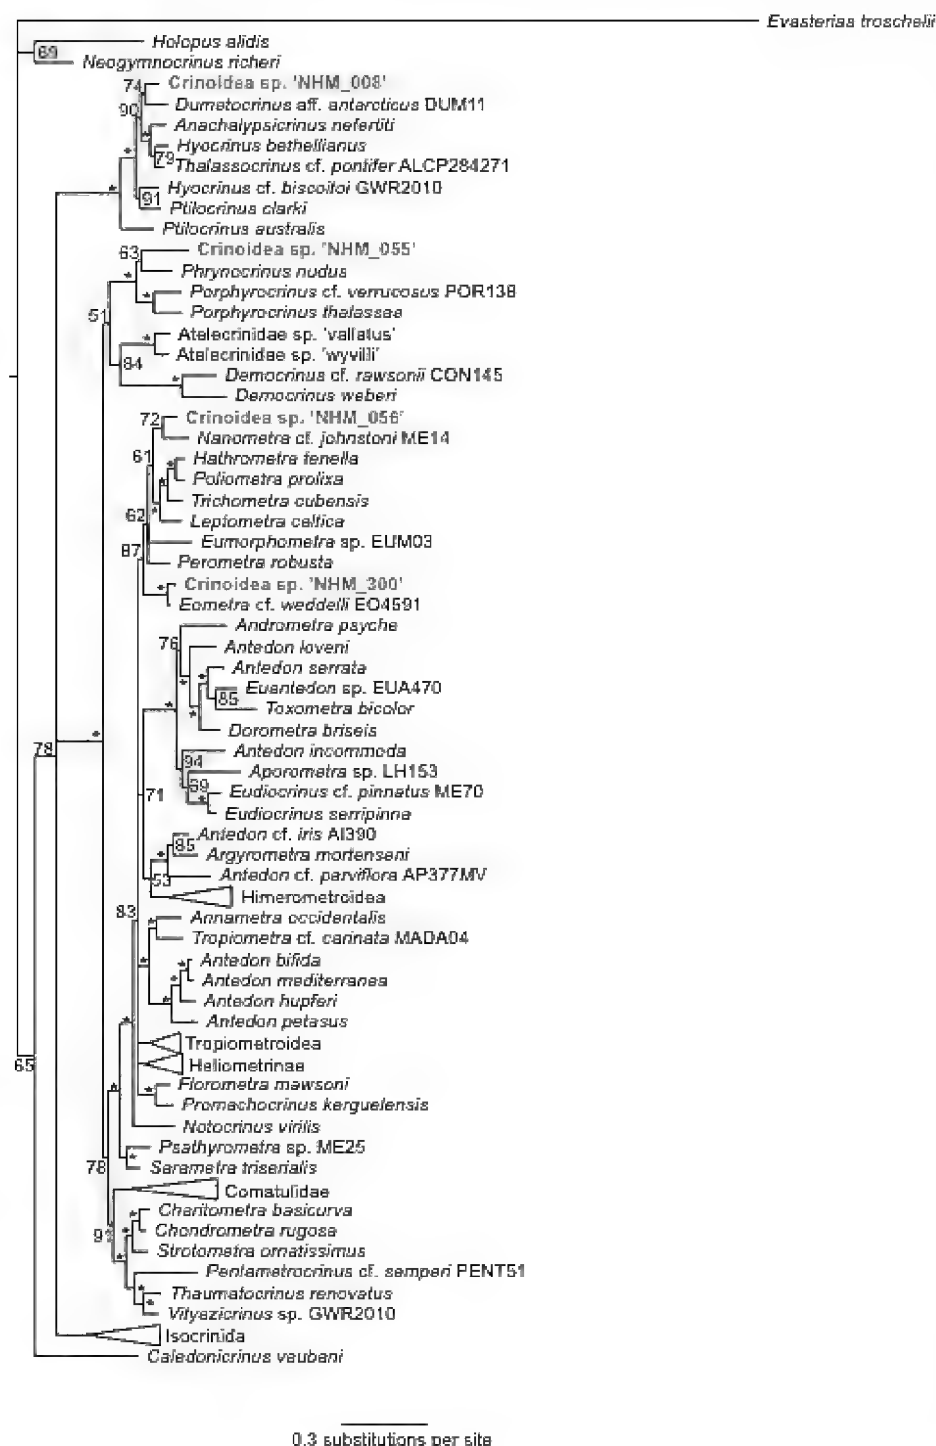 Evasterias troschelii
Holopus alidis
69
Neogymnocrinus richeri
74
Crinoidea sp. 'NHM_008'
90
Dumetocrinus aff. antarcticus DUM11
Anachalypsicrinus nefertiti
*
Hyocrinus bethellianus
*
79
Thalassocrinus cf. pontifer ALCP284271
*
Hyocrinus cf. biscoitoi GWR2010
91
Ptilocrinus clarki
Ptilocrinus australis
63
Crinoidea sp. 'NHM_055'
*
Phrynocrinus nudus
*
Porphyrocrinus cf. verrucosus POR138
51
Porphyrocrinus thalassae
*
Atelecrinidae sp. 'vallatus'
Atelecrinidae sp. 'wyvilli'
84
*
Democrinus cf. rawsonii CON145
Democrinus weberi
72
Crinoidea sp. 'NHM_056'
Nanometra cf. johnstoni ME14
61
*
Hathrometra tenella
*
Poliometra prolixa
Trichometra cubensis
62
*
Leptometra celtica
Eumorphometra sp. EUM03
87
Perometra robusta
*
Crinoidea sp. 'NHM_300'
Eometra cf. weddelli EO4591
Andrometra psyche
76
Antedon loveni
*
Antedon serrata
*
Euantedon sp. EUA470
85
Toxometra bicolor
*
*
Dorometra briseis
*
78
Antedon incommoda
94
Aporometra sp. LH153
71
69
*
Eudiocrinus cf. pinnatus ME70
Eudiocrinus serripinna
Antedon cf. iris AI390
*
85
Argyrometra mortenseni
53
Antedon cf. parviflora AP377MV
Himerometroidea
83
*
Annametra occidentalis
Tropiometra cf. carinata MADA04
*
*
Antedon bifida
*
Antedon mediterranea
*
Antedon hupferi
*
Antedon petasus
Tropiometroidea
65
Heliometrinae
*
*
Florometra mawsoni
Promachocrinus kerguelensis
Notocrinus virilis
*
Psathyrometra sp. ME25
78
Sarametra triserialis
Comatulidae
*
Charitometra basicurva
*
Chondrometra rugosa
*
Strotometra ornatissimus
Pentametrocrinus cf. semperi PENT51
*
Thaumatocrinus renovatus
*
Vityazicrinus sp. GWR2010
Isocrinida
Caledonicrinus vaubani
0.3 substitutions per site